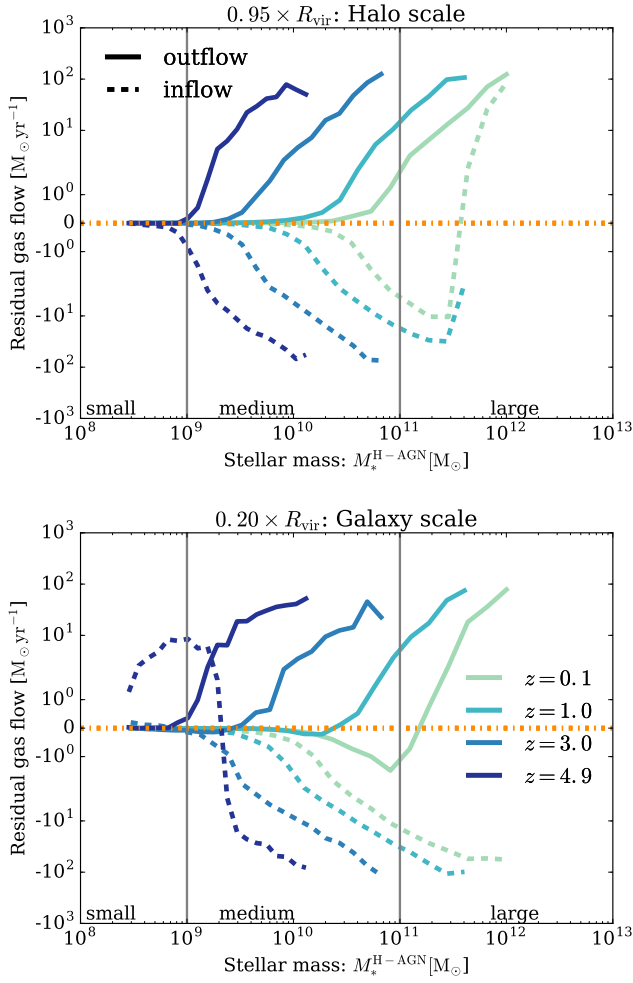 0.95 × R_vir: Halo scale
10^3
10^2
10^1
10^0
0
-10^0
-10^1
-10^2
-10^3
Residual gas flow [M⊙ yr^−1]
outflow
inflow
small medium large
10^8 10^9 10^10 10^11 10^12 10^13
Stellar mass: M_*^H−AGN [M⊙]
0.20 × R_vir: Galaxy scale
10^3
10^2
10^1
10^0
0
-10^0
-10^1
-10^2
-10^3
Residual gas flow [M⊙ yr^−1]
z = 0.1
z = 1.0
z = 3.0
z = 4.9
small medium large
10^8 10^9 10^10 10^11 10^12 10^13
Stellar mass: M_*^H−AGN [M⊙]